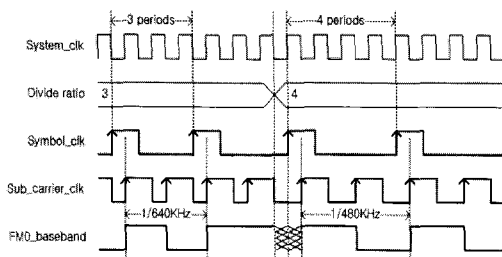 3 periods
4 periods
System_clk
Divide ratio
3
4
Symbol_clk
Sub_carrier_clk
1/640KHz
1/480KHz
FM0_baseband